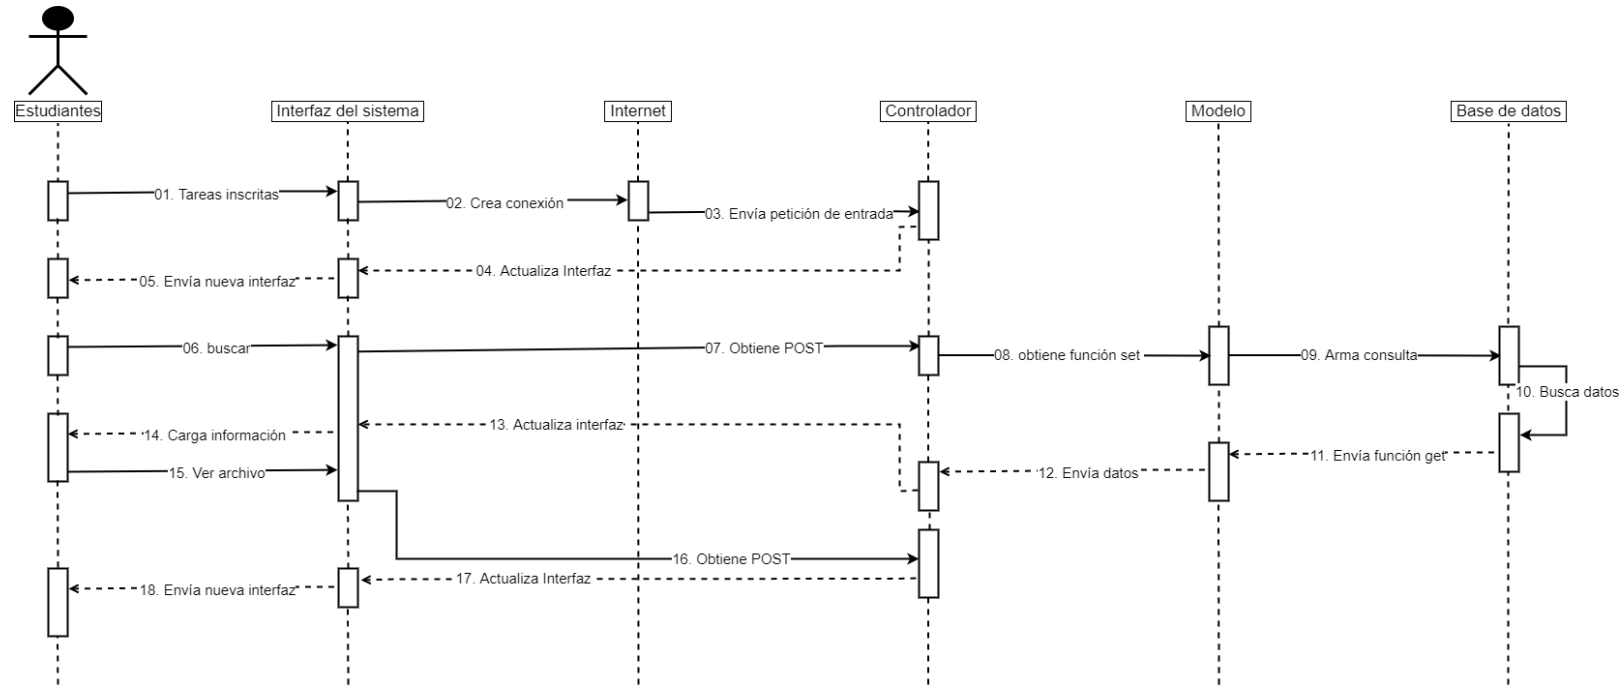 Estudiantes
Interfaz del sistema
Internet
Controlador
Modelo
Base de datos
01. Tareas inscritas
02. Crea conexión
03. Envía petición de entrada
04. Actualiza Interfaz
05. Envía nueva interfaz
06. buscar
07. Obtiene POST
08. obtiene función set
09. Arma consulta
10. Busca datos
11. Envía función get
12. Envía datos
13. Actualiza interfaz
14. Carga información
15. Ver archivo
16. Obtiene POST
17. Actualiza Interfaz
18. Envía nueva interfaz